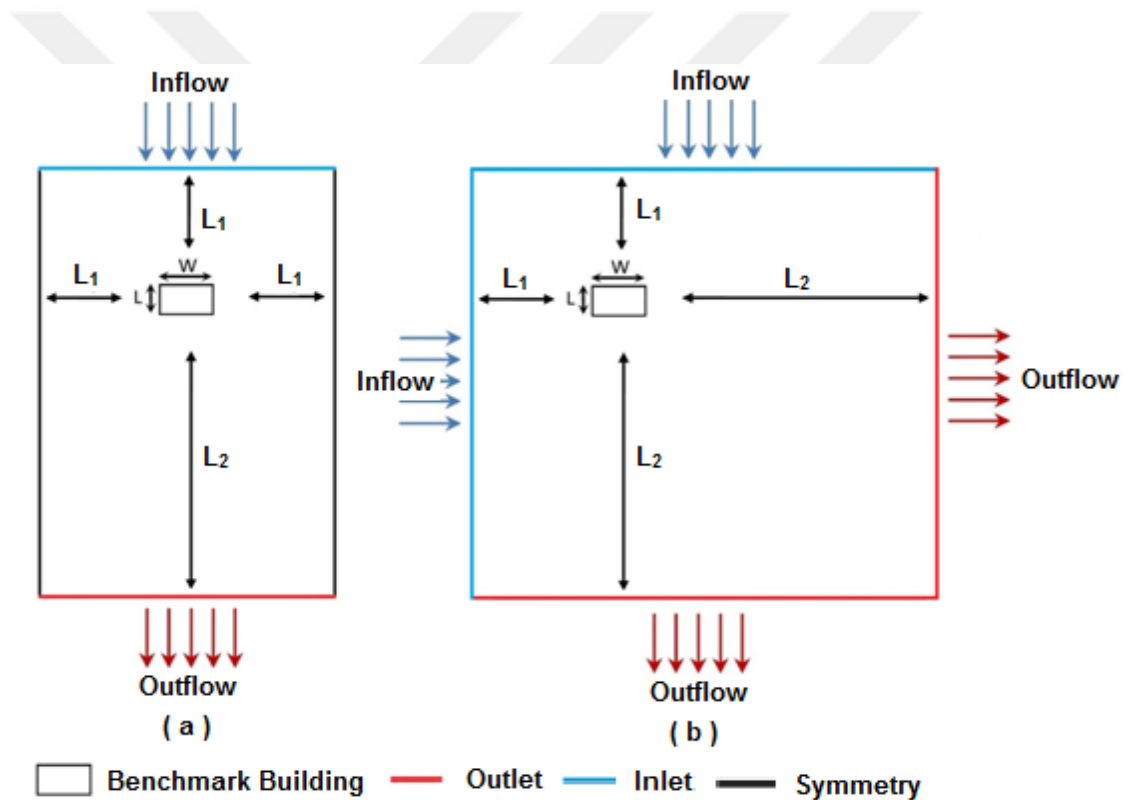 Inflow
Inflow
L1
L1
W
L1
L
L1
W
L1
L
L2
Inflow
Outflow
L2
L2
Outflow
( a )
Outflow
( b )
Benchmark Building
Outlet
Inlet
Symmetry